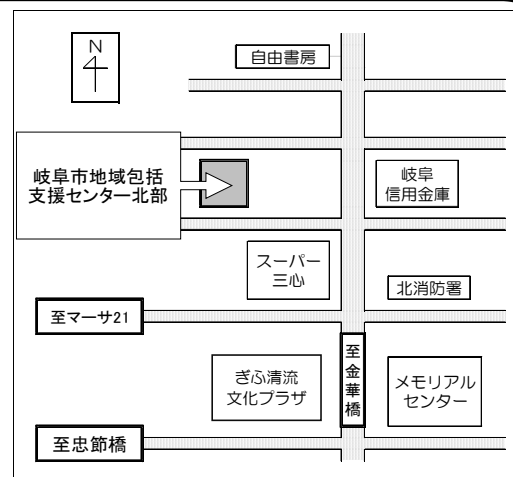 N
自由書房
岐阜市地域包括
支援センター北部
岐阜
信用金庫
スーパー
三心
北消防署
至マーサ21
至金華橋
ぎふ清流
文化プラザ
メモリアル
センター
至忠節橋